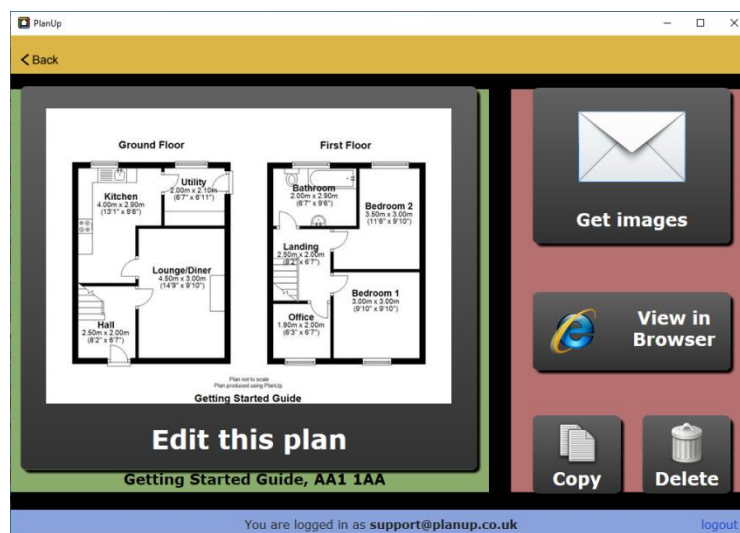 PlanUp
Back
Ground Floor
First Floor
Kitchen
4.00m x 2.90m
(13'1" x 9'6")
Utility
2.00m x 2.10m
(6'7" x 6'11")
Lounge/Diner
4.50m x 3.00m
(14'9" x 9'10")
Hall
2.50m x 2.00m
(8'2" x 6'7")
Bathroom
2.00m x 2.90m
(6'7" x 9'6")
Bedroom 2
3.50m x 3.00m
(11'6" x 9'10")
Landing
2.50m x 2.00m
(8'2" x 6'7")
Bedroom 1
3.00m x 3.00m
(9'10" x 9'10")
Office
1.90m x 2.00m
(6'3" x 6'7")
Plan not to scale
Plan produced using PlanUp.
Getting Started Guide
Edit this plan
Getting Started Guide, AA1 1AA
Get images
View in
Browser
Copy
Delete
You are logged in as support@planup.co.uk
logout